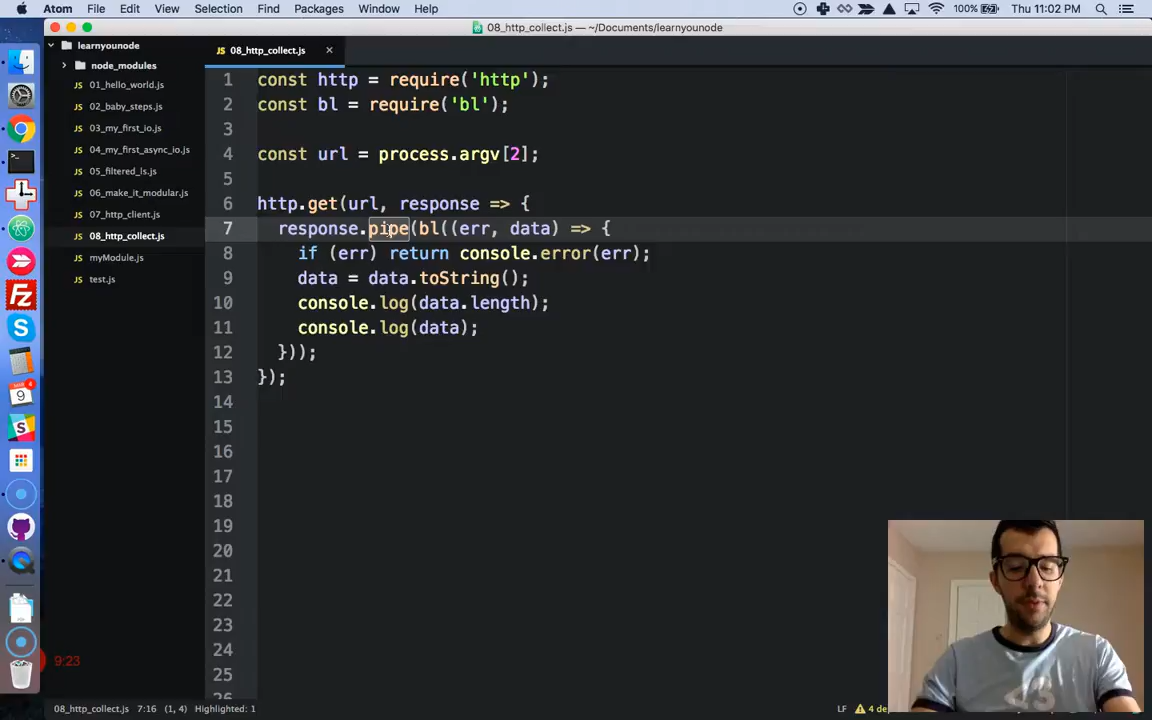 Atom File Edit View Selection Find Packages Window Help 100% Thu 11:02 PM
08_http_collect.js — ~/Documents/learnyounode
learnyounode
node_modules
01_hello_world.js
02_baby_steps.js
03_my_first_io.js
04_my_first_async_io.js
05_filtered_ls.js
06_make_it_modular.js
07_http_client.js
08_http_collect.js
myModule.js
test.js
08_http_collect.js
1 const http = require('http');
2 const bl = require('bl');
3
4 const url = process.argv[2];
5
6 http.get(url, response => {
7 response.pipe(bl((err, data) => {
8 if (err) return console.error(err);
9 data = data.toString();
10 console.log(data.length);
11 console.log(data);
12 }));
13 });
14
15
16
17
18
19
20
21
22
23
24
25
26
9:23
08_http_collect.js 7:16 (1, 4) Highlighted: 1 LF 4 de